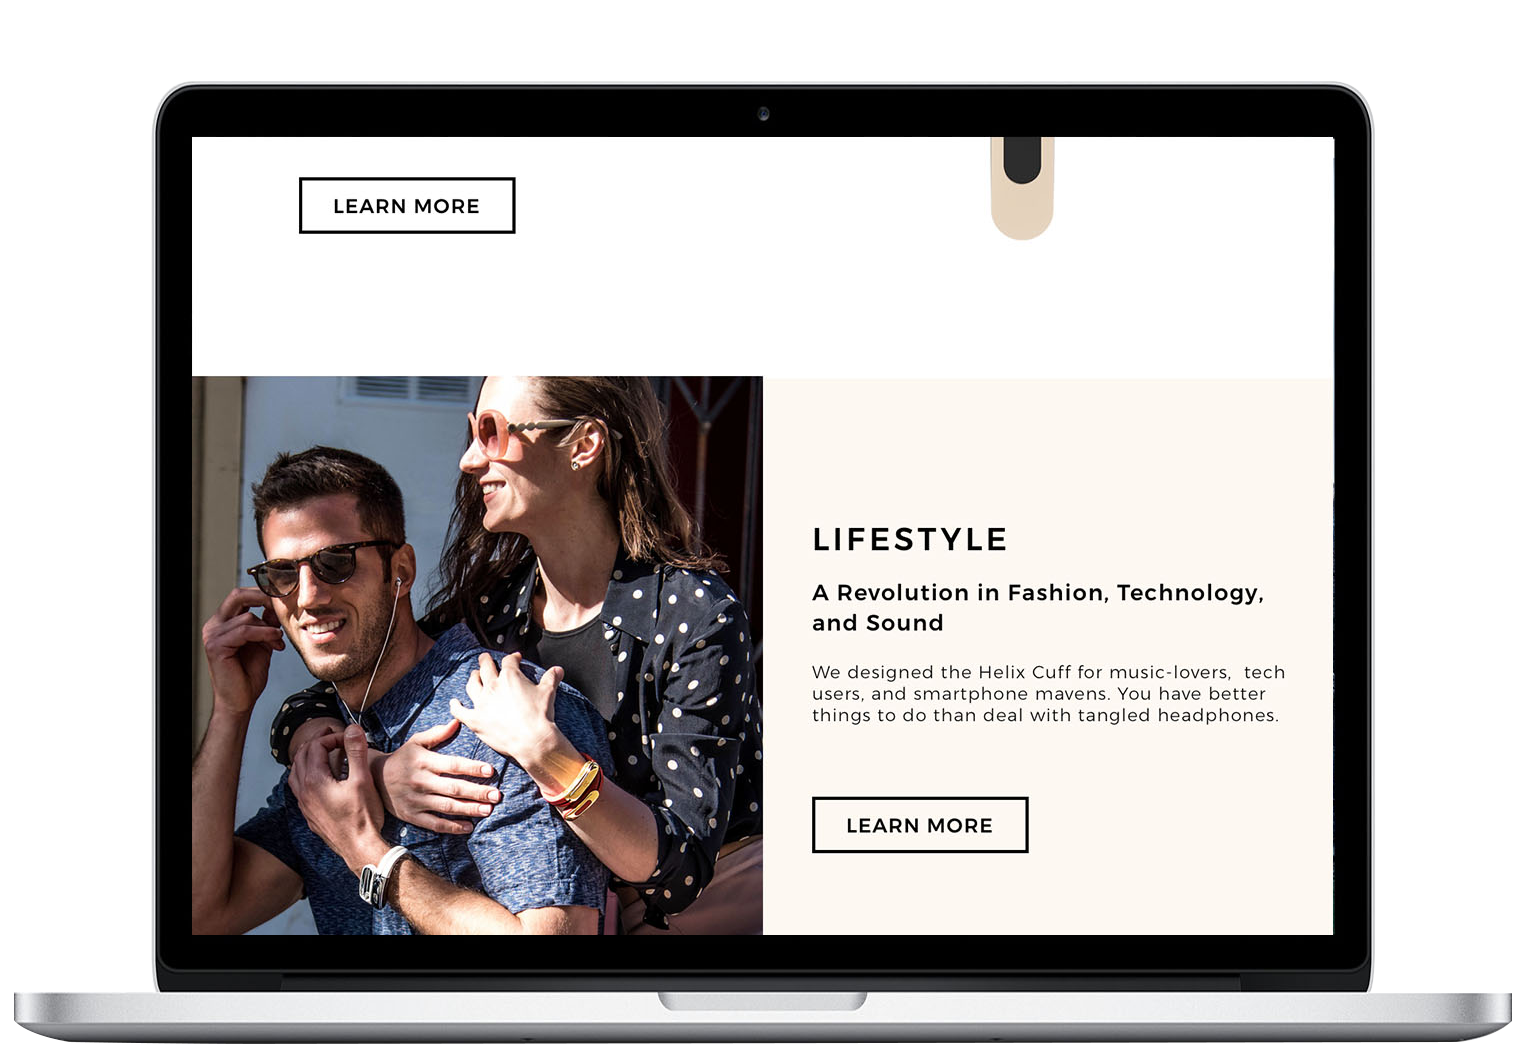 LEARN MORE
LIFESTYLE
A Revolution in Fashion, Technology,
and Sound
We designed the Helix Cuff for music-lovers,  tech
users, and smartphone mavens. You have better
things to do than deal with tangled headphones.
LEARN MORE